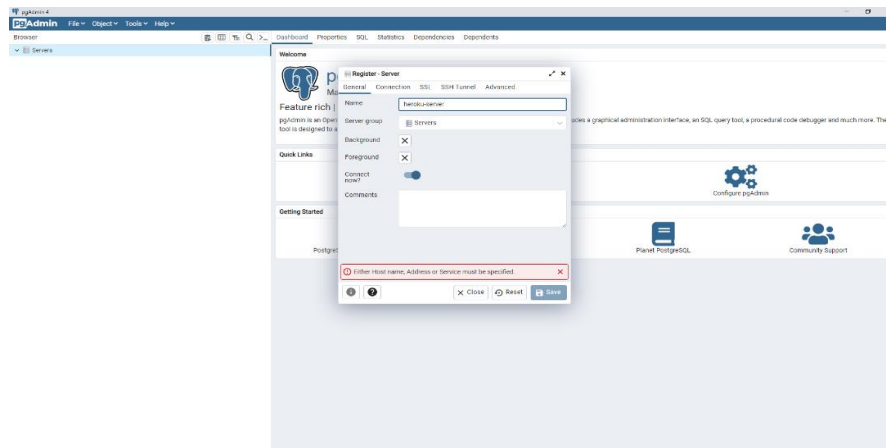 pgAdmin 4
pgAdmin File Object Tools Help
Browser
Dashboard Properties SQL Statistics Dependencies Dependents
Servers
Welcome
Register - Server
General Connection SSL SSH Tunnel Advanced
Feature rich |
Name heroku-server
pgAdmin is an Open
Server group Servers
udes a graphical administration interface, an SQL query tool, a procedural code debugger and much more. The
tool is designed to a
Background
Quick Links
Foreground
Connect now?
Configure pgAdmin
Comments
Getting Started
Postgre
Planet PostgreSQL
Community Support
Either Host name, Address or Service must be specified.
Close Reset Save